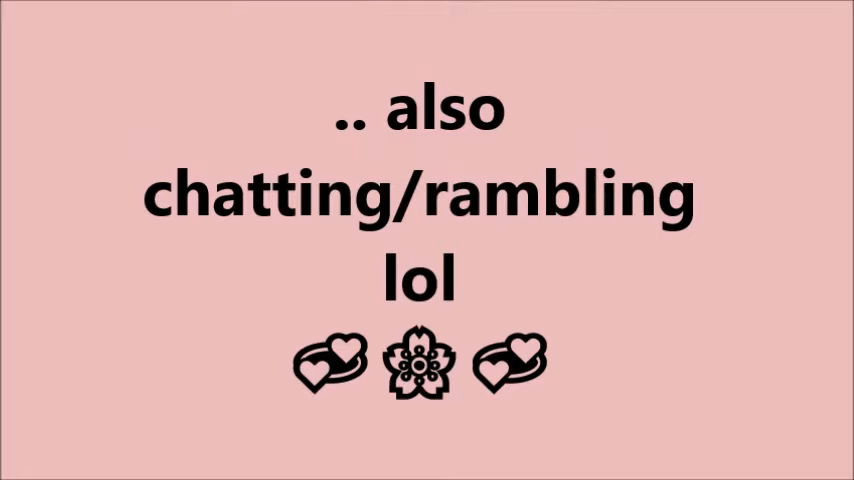 .. also
chatting/rambling
lol
💞🌸💞